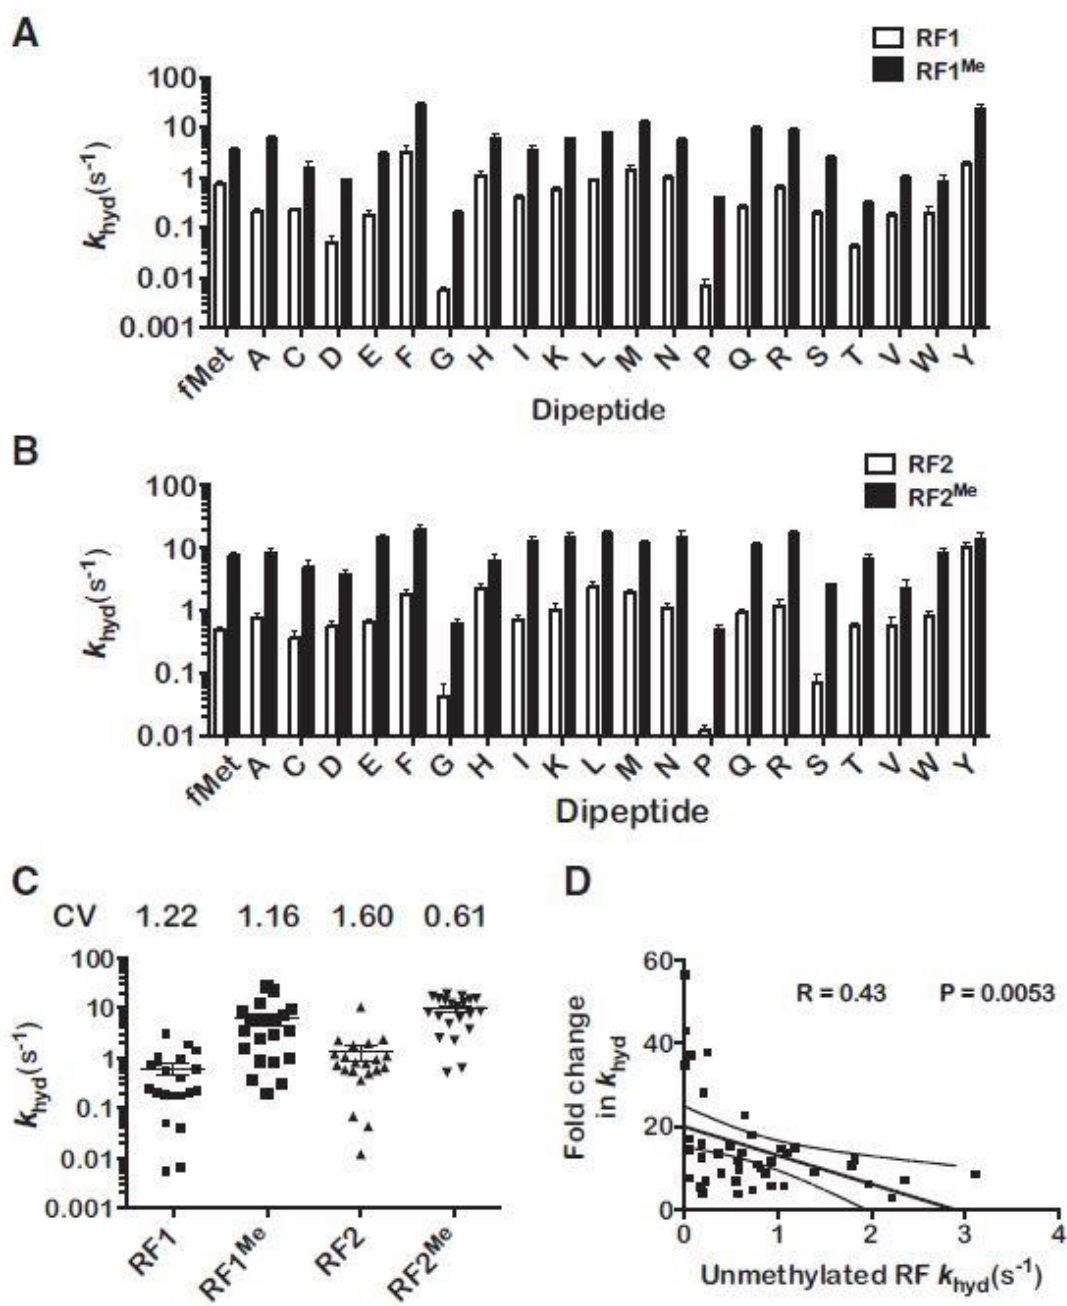 A
RF1
RF1Me
100
10
1
0.1
0.01
0.001
khyd(s-1)
fMet A C D E F G H I K L M N P Q R S T V W Y
Dipeptide
B
RF2
RF2Me
100
10
1
0.1
0.01
khyd(s-1)
fMet A C D E F G H I K L M N P Q R S T V W Y
Dipeptide
C
CV 1.22 1.16 1.60 0.61
100
10
1
0.1
0.01
0.001
khyd(s-1)
RF1 RF1Me RF2 RF2Me
D
R = 0.43 P = 0.0053
60
40
20
0
Fold change
in khyd
0 1 2 3 4
Unmethylated RF khyd(s-1)